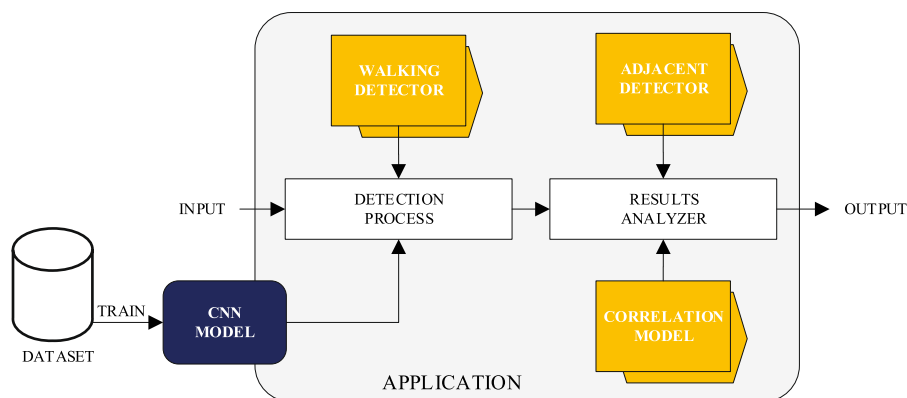 WALKING
DETECTOR
ADJACENT
DETECTOR
INPUT
DETECTION
PROCESS
RESULTS
ANALYZER
OUTPUT
DATASET
TRAIN
CNN
MODEL
CORRELATION
MODEL
APPLICATION